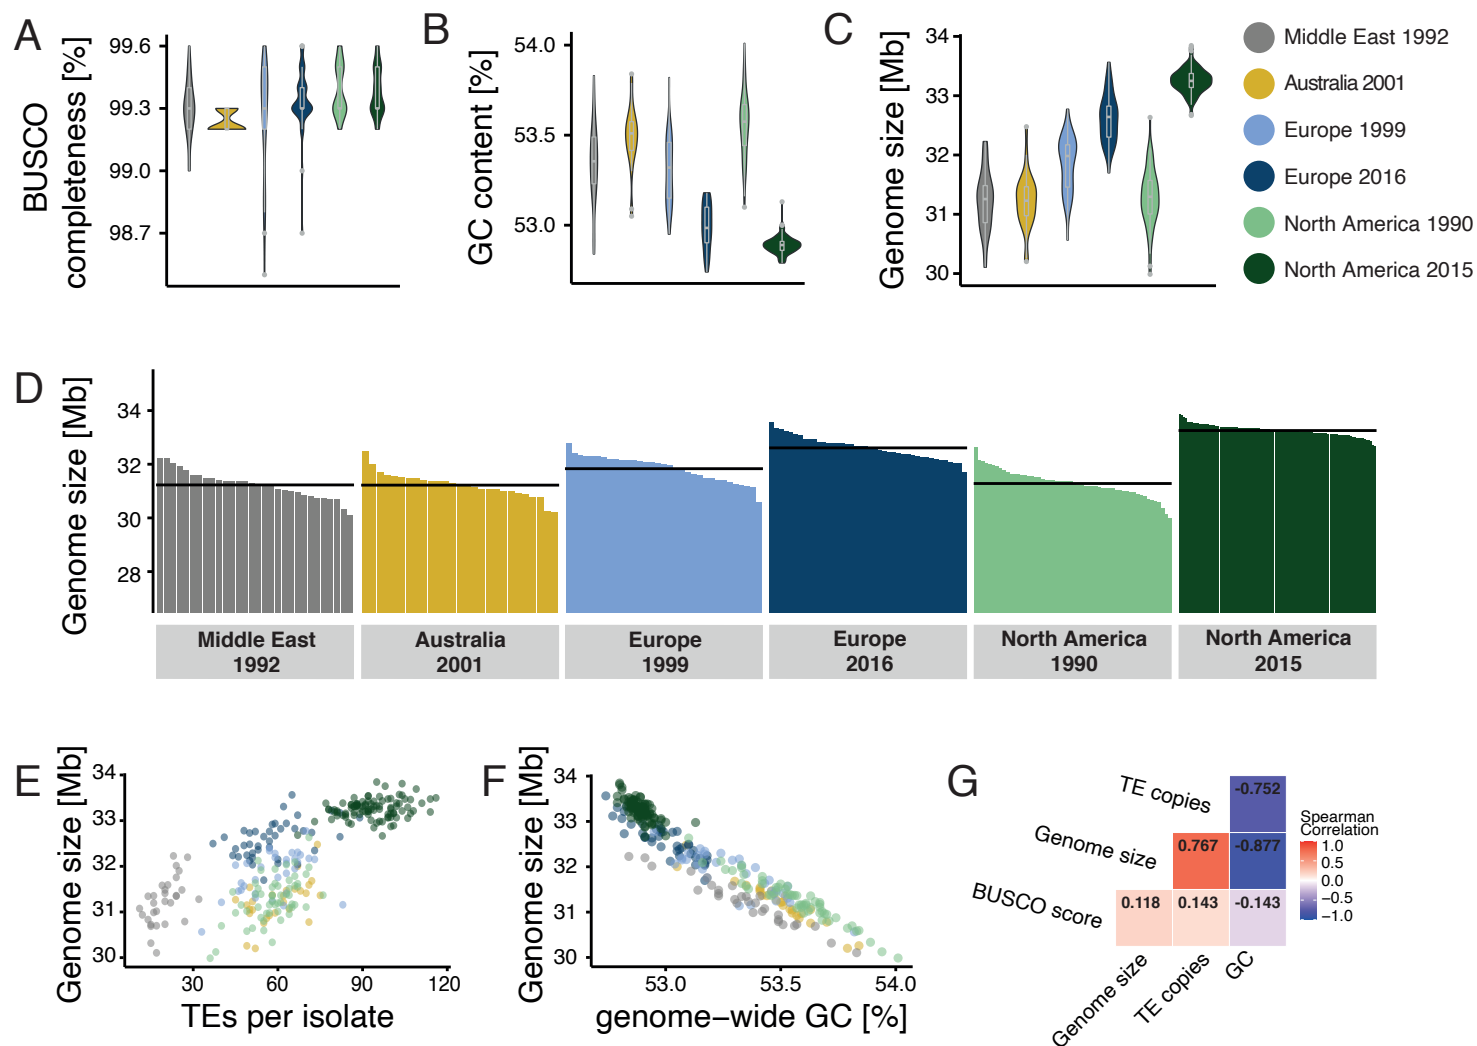 A
BUSCO
completeness [%]
99.6
99.3
99.0
98.7
B
GC content [%]
54.0
53.5
53.0
C
Genome size [Mb]
34
33
32
31
30
Middle East 1992
Australia 2001
Europe 1999
Europe 2016
North America 1990
North America 2015
D
Genome size [Mb]
34
32
30
28
Middle East
1992
Australia
2001
Europe
1999
Europe
2016
North America
1990
North America
2015
E
Genome size [Mb]
34
33
32
31
30
30
60
90
120
TEs per isolate
F
Genome size [Mb]
34
33
32
31
30
53.0
53.5
54.0
genome−wide GC [%]
G
TE copies
-0.752
Genome size
0.767
-0.877
BUSCO score
0.118
0.143
-0.143
Genome size
TE copies
GC
Spearman
Correlation
1.0
0.5
0.0
−0.5
−1.0